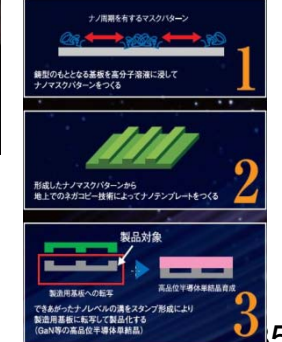 ナノ周期を有するマスクパターン
鋳型のもととなる基板を高分子溶液に浸して
ナノマスクパターンをつくる
1
形成したナノマスクパターンから
地上でのネガコピー技術によってナノテンプレートをつくる
2
製品対象
製造用基板への転写
高品位半導体単結晶育成
できあがったナノレベルの溝をスタンプ形成により
製造用基板に転写して製品化する
(GaN等の高品位半導体単結晶)
3